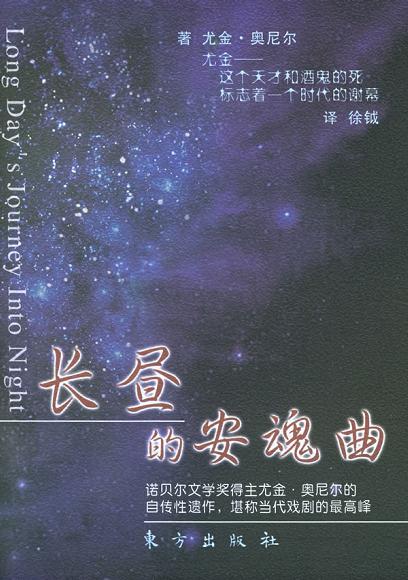 著 尤金·奥尼尔
尤金——
这个天才和酒鬼的死
标志着一个时代的谢幕
译 徐钺
Long Day's Journey Into Night
长昼
的安魂曲
诺贝尔文学奖得主尤金·奥尼尔的
自传性遗作，堪称当代戏剧的最高峰
东方出版社